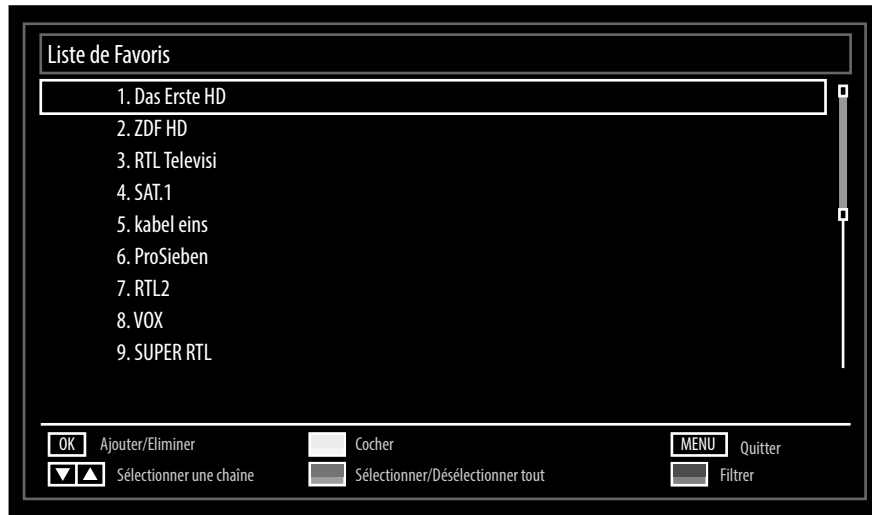 Liste de Favoris
1. Das Erste HD
2. ZDF HD
3. RTL Televisi
4. SAT.1
5. kabel eins
6. ProSieben
7. RTL2
8. VOX
9. SUPER RTL
OK Ajouter/Eliminer Cocher MENU Quitter
Sélectionner une chaîne Sélectionner/Désélectionner tout Filtrer